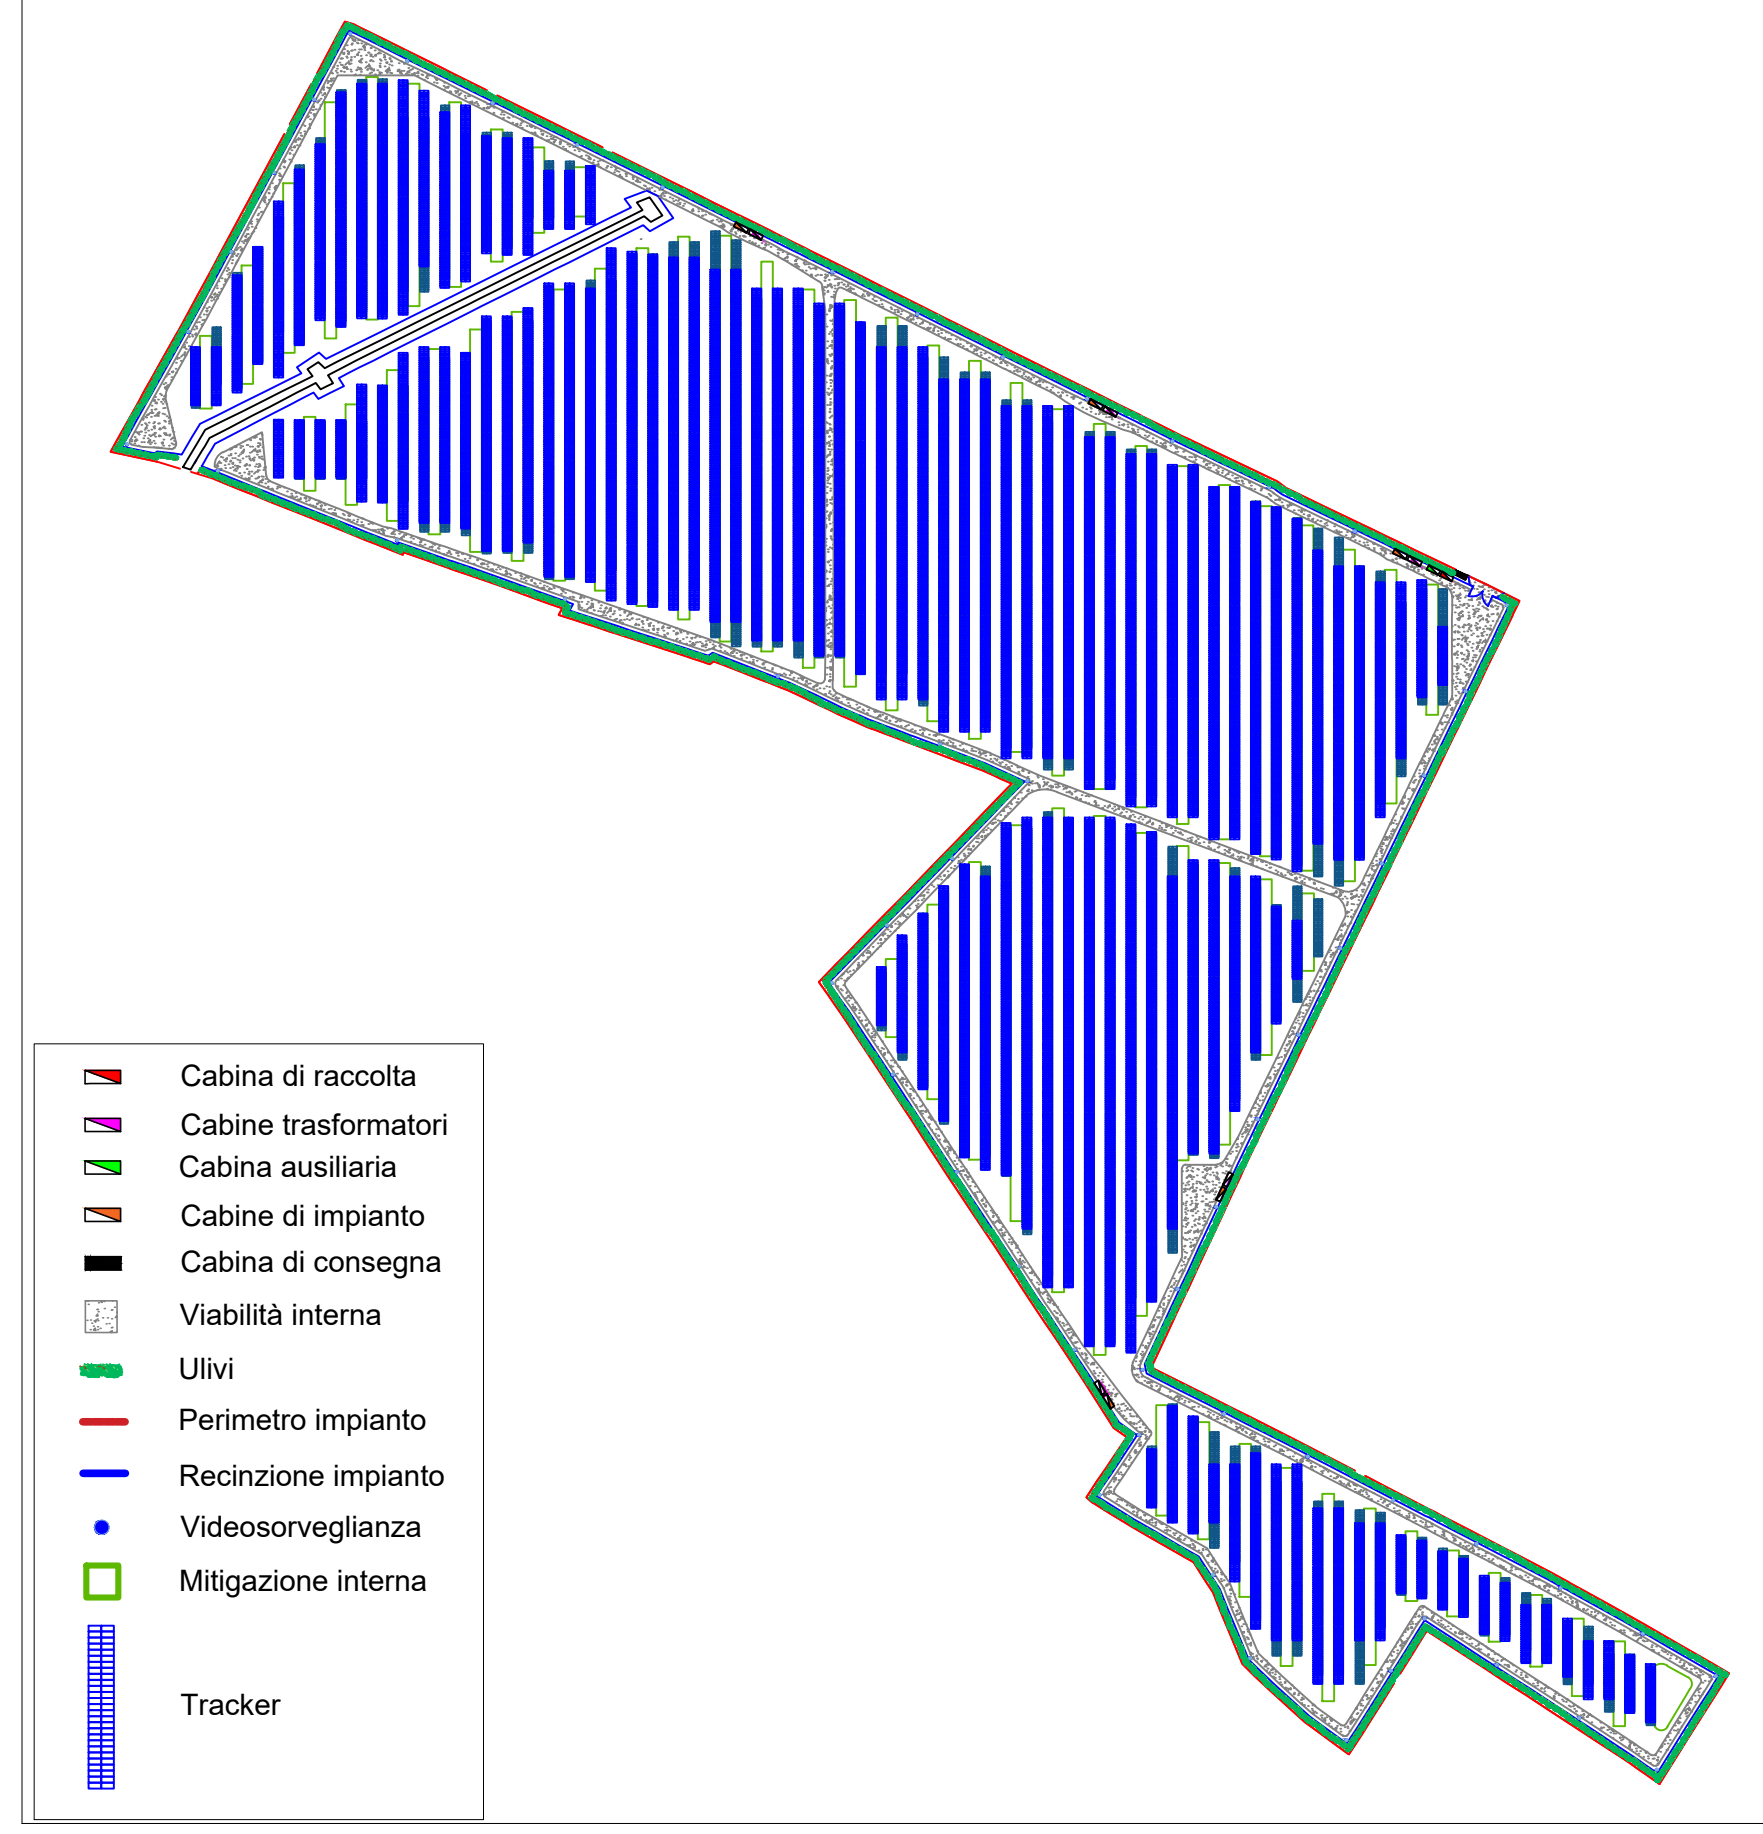 Cabina di raccolta
Cabine trasformatori
Cabina ausiliaria
Cabine di impianto
Cabina di consegna
Viabilità interna
Ulivi
Perimetro impianto
Recinzione impianto
Videosorveglianza
Mitigazione interna
Tracker